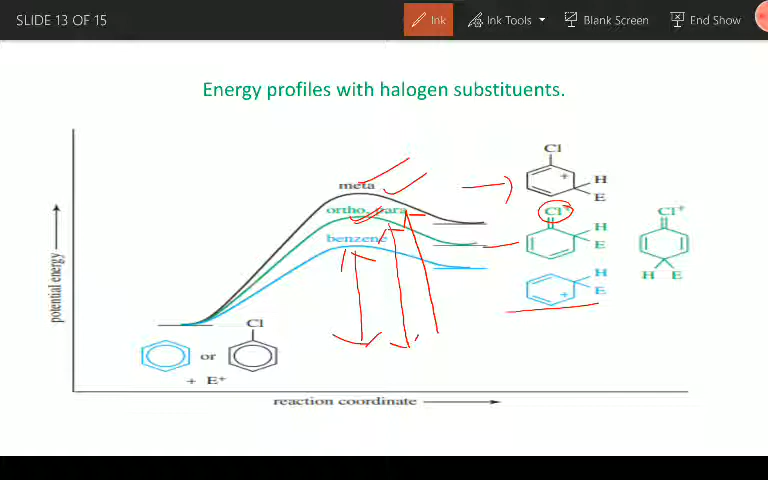 SLIDE 13 OF 15
Ink
Ink Tools
Blank Screen
End Show
Energy profiles with halogen substituents.
potential energy
meta
ortho, para
benzene
Cl
+
H
E
Cl+
H
E
Cl+
H E
H
E
+
Cl
or
+ E+
reaction coordinate